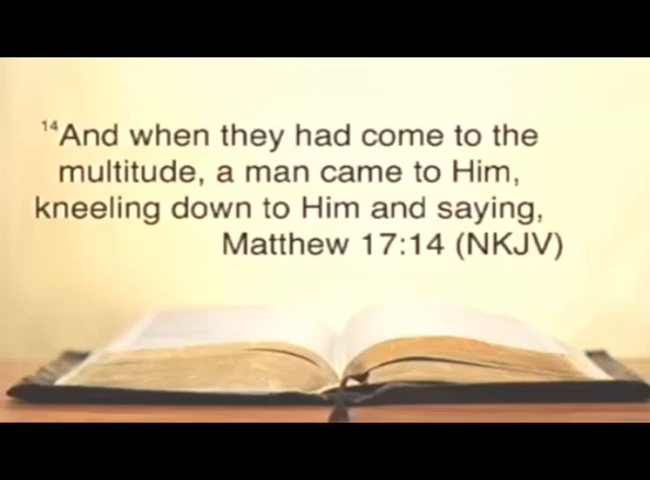 14And when they had come to the
multitude, a man came to Him,
kneeling down to Him and saying,
Matthew 17:14 (NKJV)